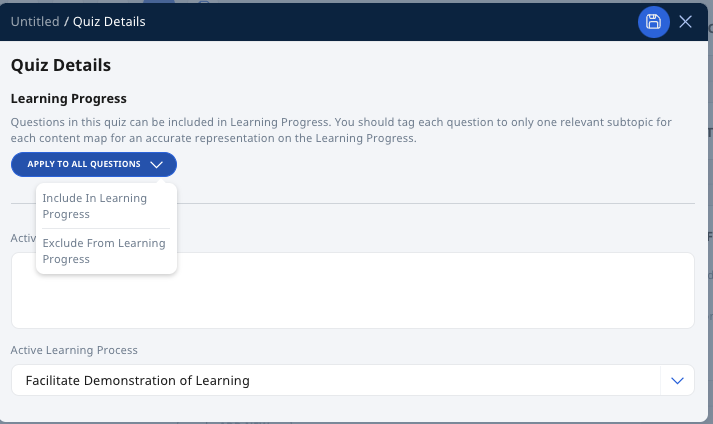 Untitled / Quiz Details
Quiz Details
Learning Progress
Questions in this quiz can be included in Learning Progress. You should tag each question to only one relevant subtopic for
each content map for an accurate representation on the Learning Progress.
APPLY TO ALL QUESTIONS
Include In Learning
Progress
Exclude From Learning
Progress
Active Learning Process
Facilitate Demonstration of Learning